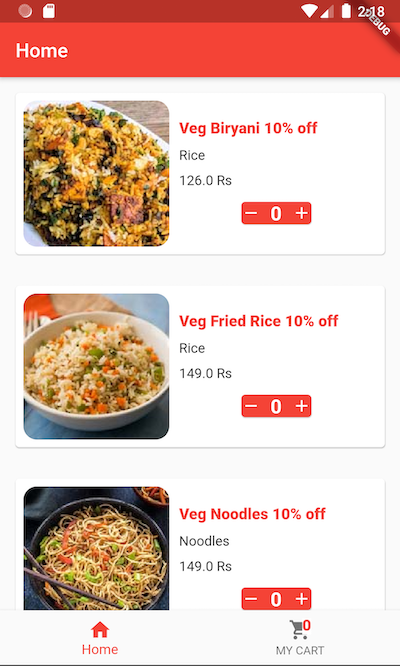 2:18
DEBUG
Home
Veg Biryani 10% off
Rice
126.0 Rs
− 0 +
Veg Fried Rice 10% off
Rice
149.0 Rs
− 0 +
Veg Noodles 10% off
Noodles
149.0 Rs
− 0 +
0
Home
MY CART